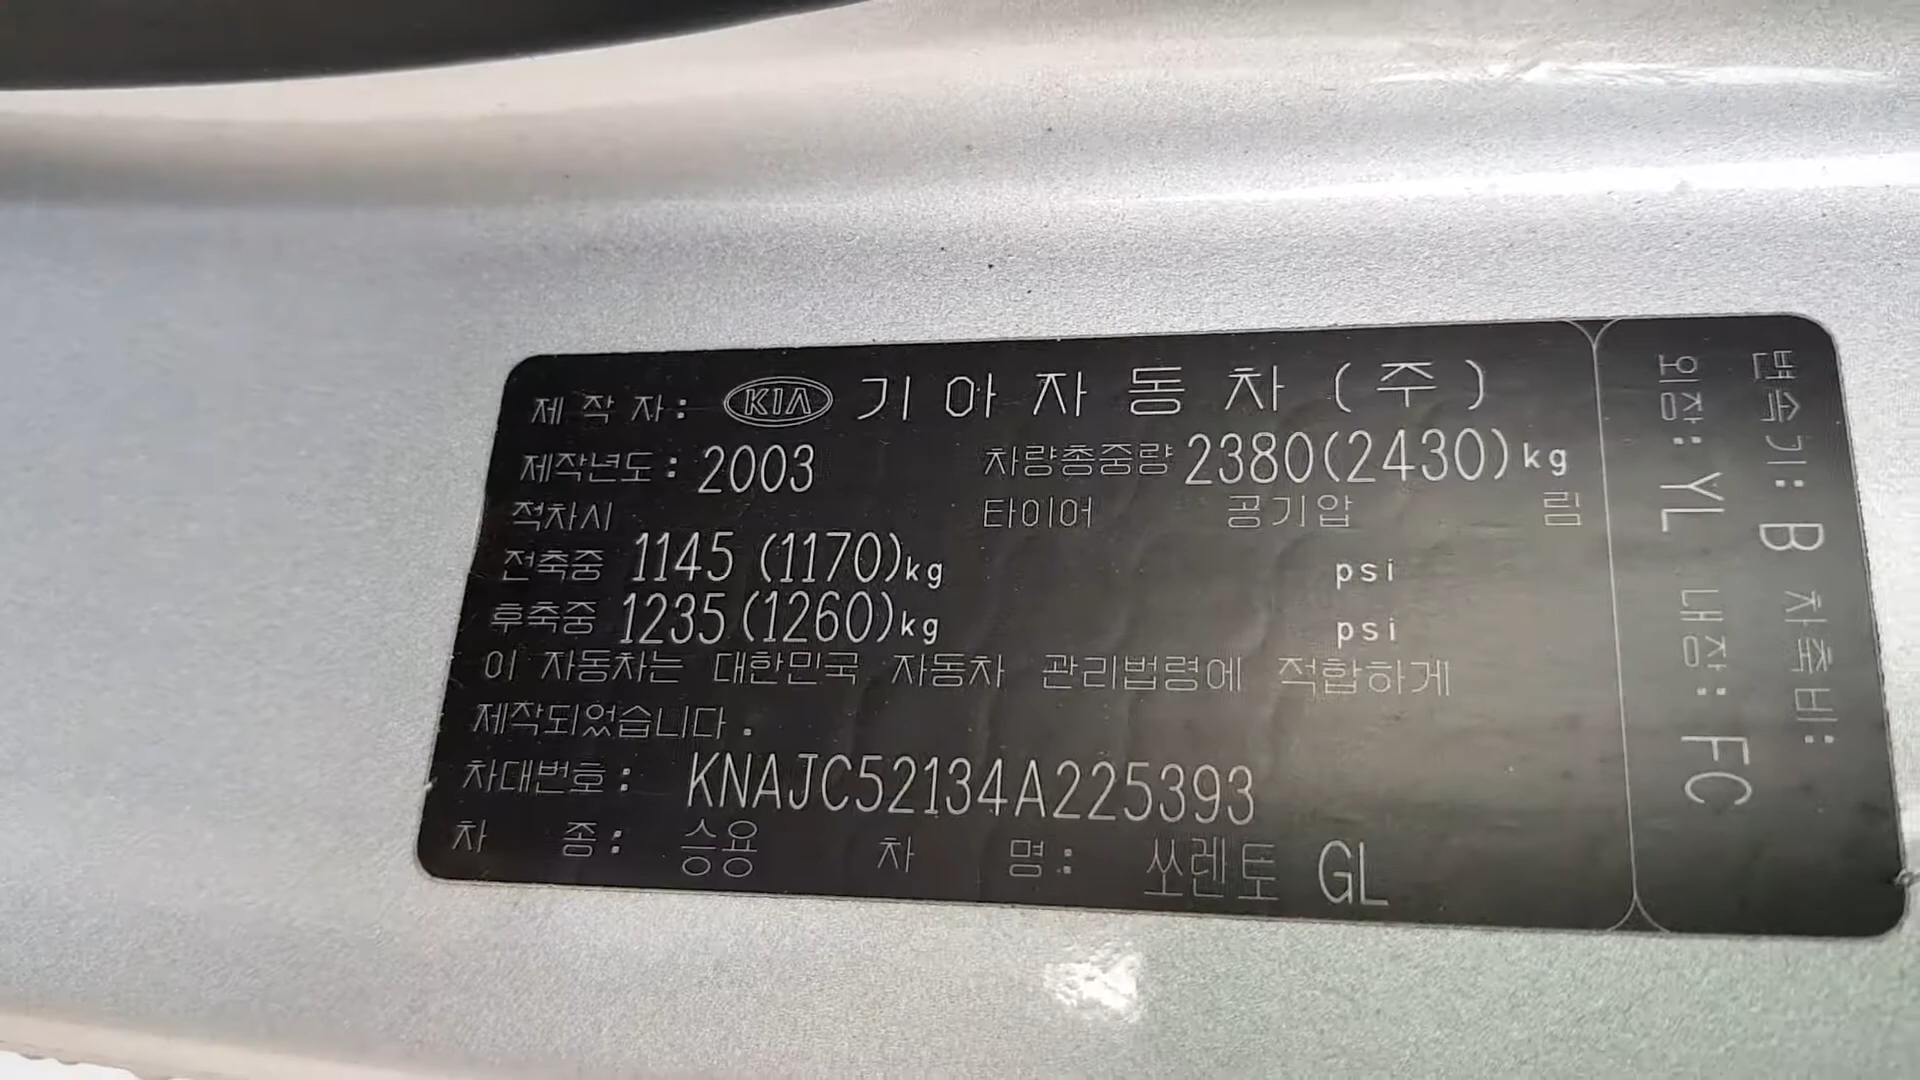 제 작 자: KIA 기 아 자 동 차 (주)
제작년도: 2003 차량총중량 2380(2430)kg
적차시 타이어 공기압 림
전축중 1145 (1170)kg psi
후축중 1235 (1260)kg psi
이 자동차는 대한민국 자동차 관리법령에 적합하게
제작되었습니다.
차대번호: KNAJC52134A225393
차 종: 승용 차 명: 쏘렌토 GL
변속기: B 차축비:
외장: YL 내장: FC